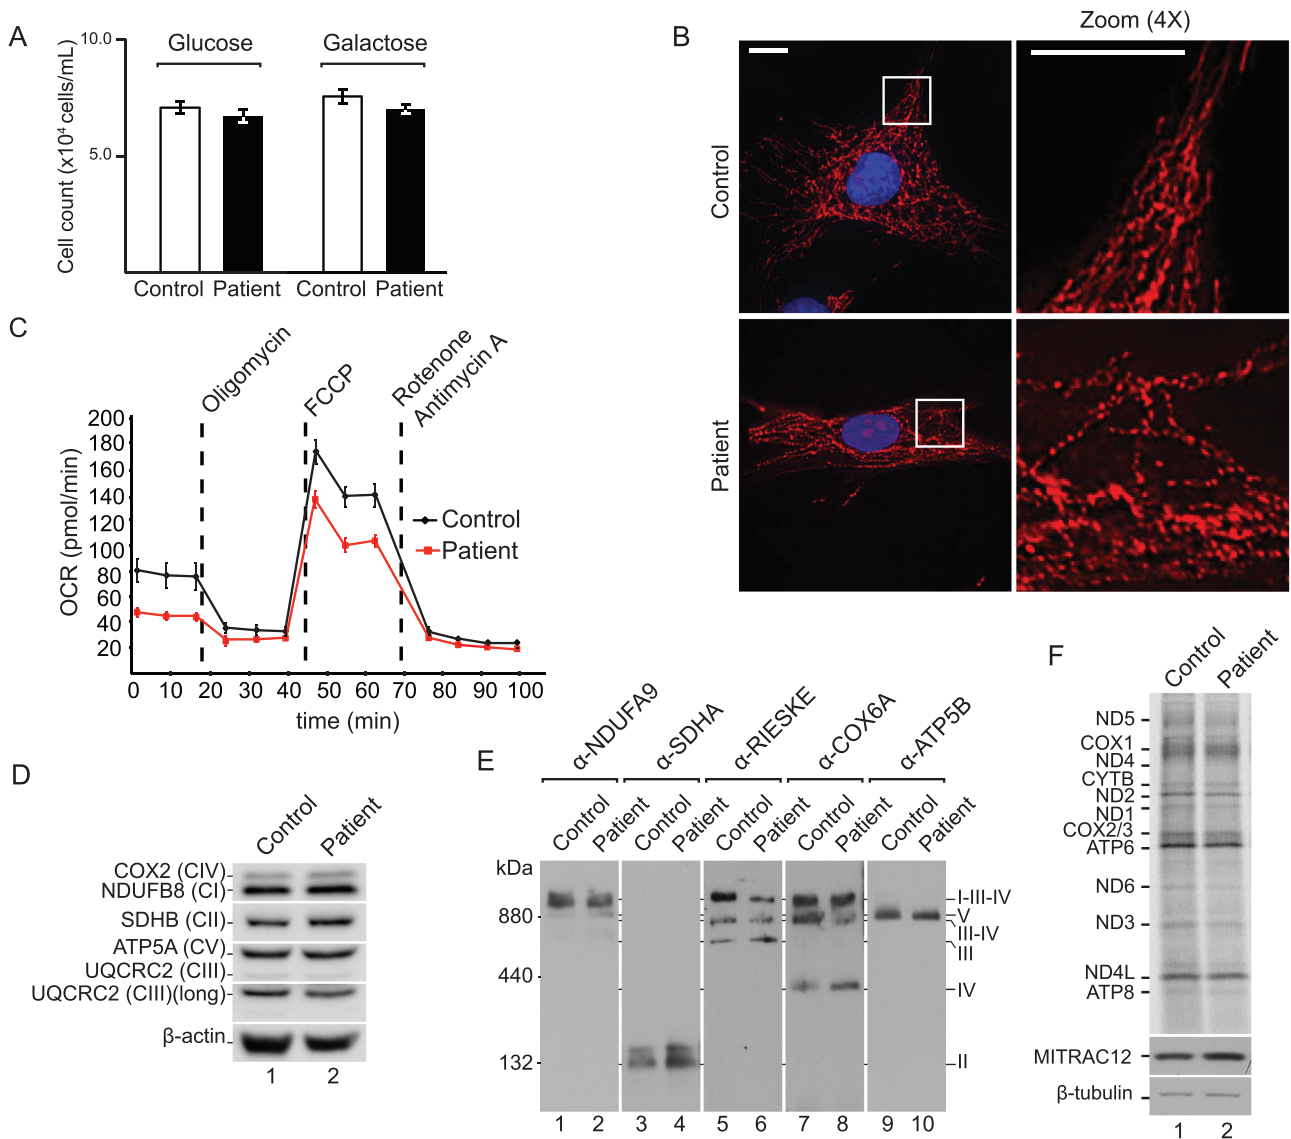 A
10.0
5.0
Cell count (x10⁴ cells/mL)
Glucose
Galactose
Control Patient Control Patient
B
Zoom (4X)
Control
Patient
C
Oligomycin
FCCP
Rotenone
Antimycin A
OCR (pmol/min)
200
180
160
140
120
100
80
60
40
20
Control
Patient
0 10 20 30 40 50 60 70 80 90 100
time (min)
D
Control
Patient
COX2 (CIV)
NDUFB8 (CI)
SDHB (CII)
ATP5A (CV)
UQCRC2 (CIII)
UQCRC2 (CIII)(long)
β-actin
1 2
E
α-NDUFA9
α-SDHA
α-RIESKE
α-COX6A
α-ATP5B
Control Patient Control Patient Control Patient Control Patient Control Patient
kDa
880
440
132
I-III-IV
V
III-IV
III
IV
II
1 2 3 4 5 6 7 8 9 10
F
Control
Patient
ND5
COX1
ND4
CYTB
ND2
ND1
COX2/3
ATP6
ND6
ND3
ND4L
ATP8
MITRAC12
β-tubulin
1 2